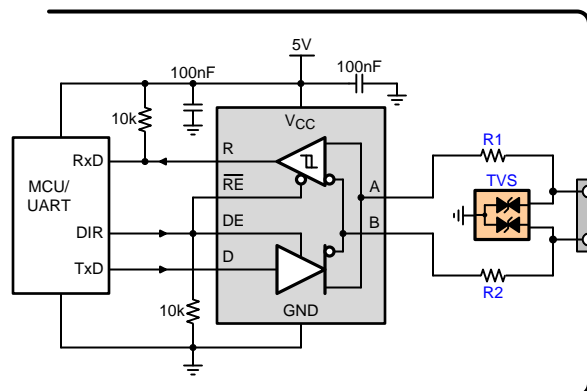 5V
100nF
100nF
10k
VCC
R1
RxD
R
TVS
MCU/
UART
RE
A
DIR
DE
B
TxD
D
10k
GND
R2